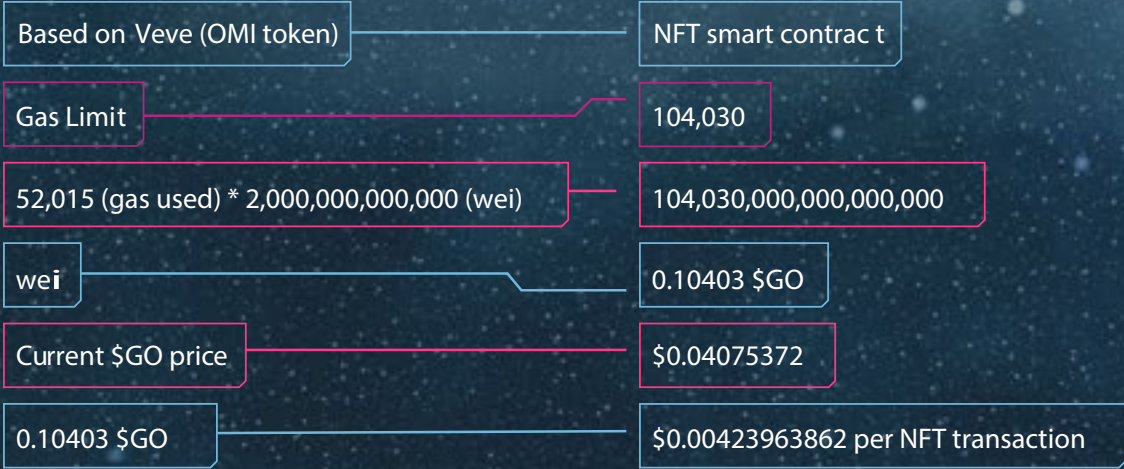 Based on Veve (OMI token)
NFT smart contrac t
Gas Limit
104,030
52,015 (gas used) * 2,000,000,000,000 (wei)
104,030,000,000,000,000
wei
0.10403 $GO
Current $GO price
$0.04075372
0.10403 $GO
$0.00423963862 per NFT transaction